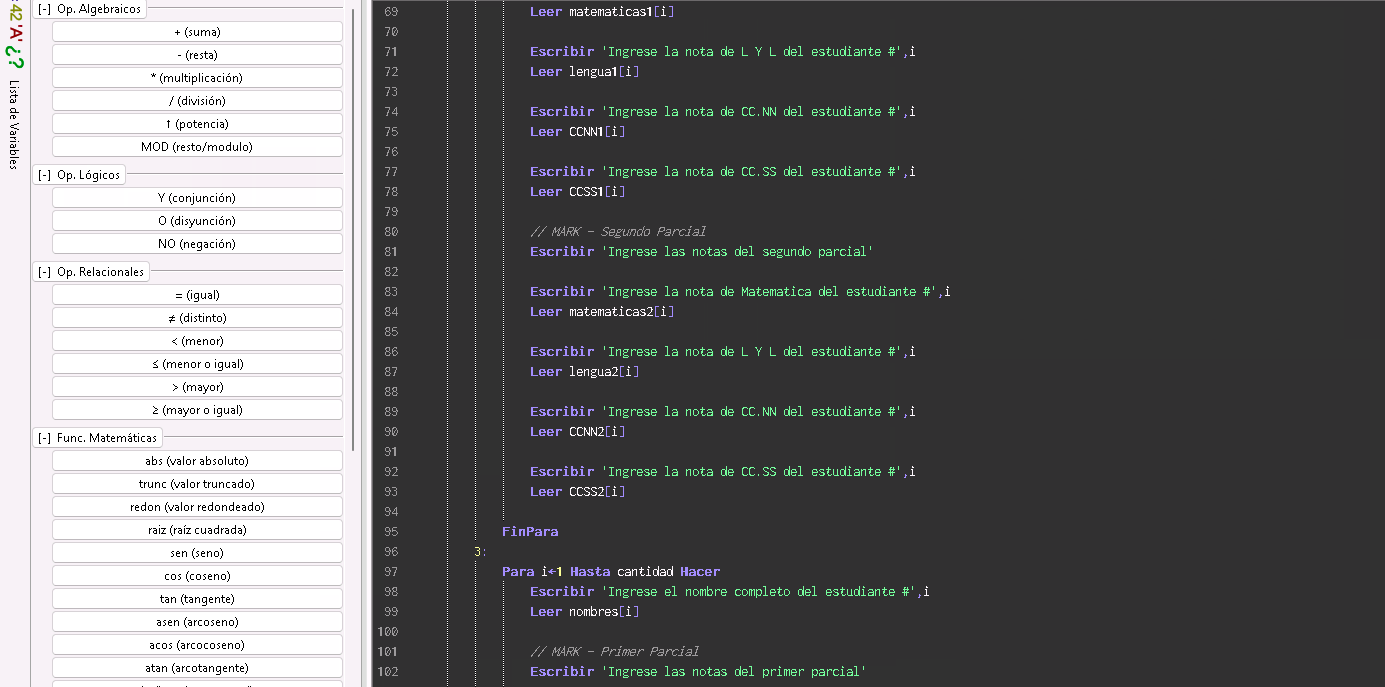 42 'A' ¿?
Lista de Variables
[-] Op. Algebraicos
+ (suma)
- (resta)
* (multiplicación)
/ (división)
↑ (potencia)
MOD (resto/modulo)
[-] Op. Lógicos
Y (conjunción)
O (disyunción)
NO (negación)
[-] Op. Relacionales
= (igual)
≠ (distinto)
< (menor)
≤ (menor o igual)
> (mayor)
≥ (mayor o igual)
[-] Func. Matemáticas
abs (valor absoluto)
trunc (valor truncado)
redon (valor redondeado)
raiz (raíz cuadrada)
sen (seno)
cos (coseno)
tan (tangente)
asen (arcoseno)
acos (arcocoseno)
atan (arcotangente)
69 Leer matematicas1[i]
70
71 Escribir 'Ingrese la nota de L Y L del estudiante #',i
72 Leer lengua1[i]
73
74 Escribir 'Ingrese la nota de CC.NN del estudiante #',i
75 Leer CCNN1[i]
76
77 Escribir 'Ingrese la nota de CC.SS del estudiante #',i
78 Leer CCSS1[i]
79
80 // MARK - Segundo Parcial
81 Escribir 'Ingrese las notas del segundo parcial'
82
83 Escribir 'Ingrese la nota de Matematica del estudiante #',i
84 Leer matematicas2[i]
85
86 Escribir 'Ingrese la nota de L Y L del estudiante #',i
87 Leer lengua2[i]
88
89 Escribir 'Ingrese la nota de CC.NN del estudiante #',i
90 Leer CCNN2[i]
91
92 Escribir 'Ingrese la nota de CC.SS del estudiante #',i
93 Leer CCSS2[i]
94
95 FinPara
96 3:
97 Para i←1 Hasta cantidad Hacer
98 Escribir 'Ingrese el nombre completo del estudiante #',i
99 Leer nombres[i]
100
101 // MARK - Primer Parcial
102 Escribir 'Ingrese las notas del primer parcial'